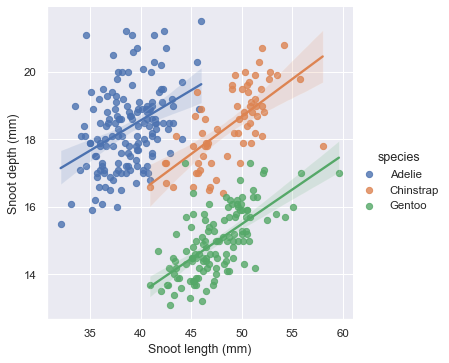 20
18
16
14
35
40
45
50
55
60
Snoot depth (mm)
Snoot length (mm)
species
Adelie
Chinstrap
Gentoo